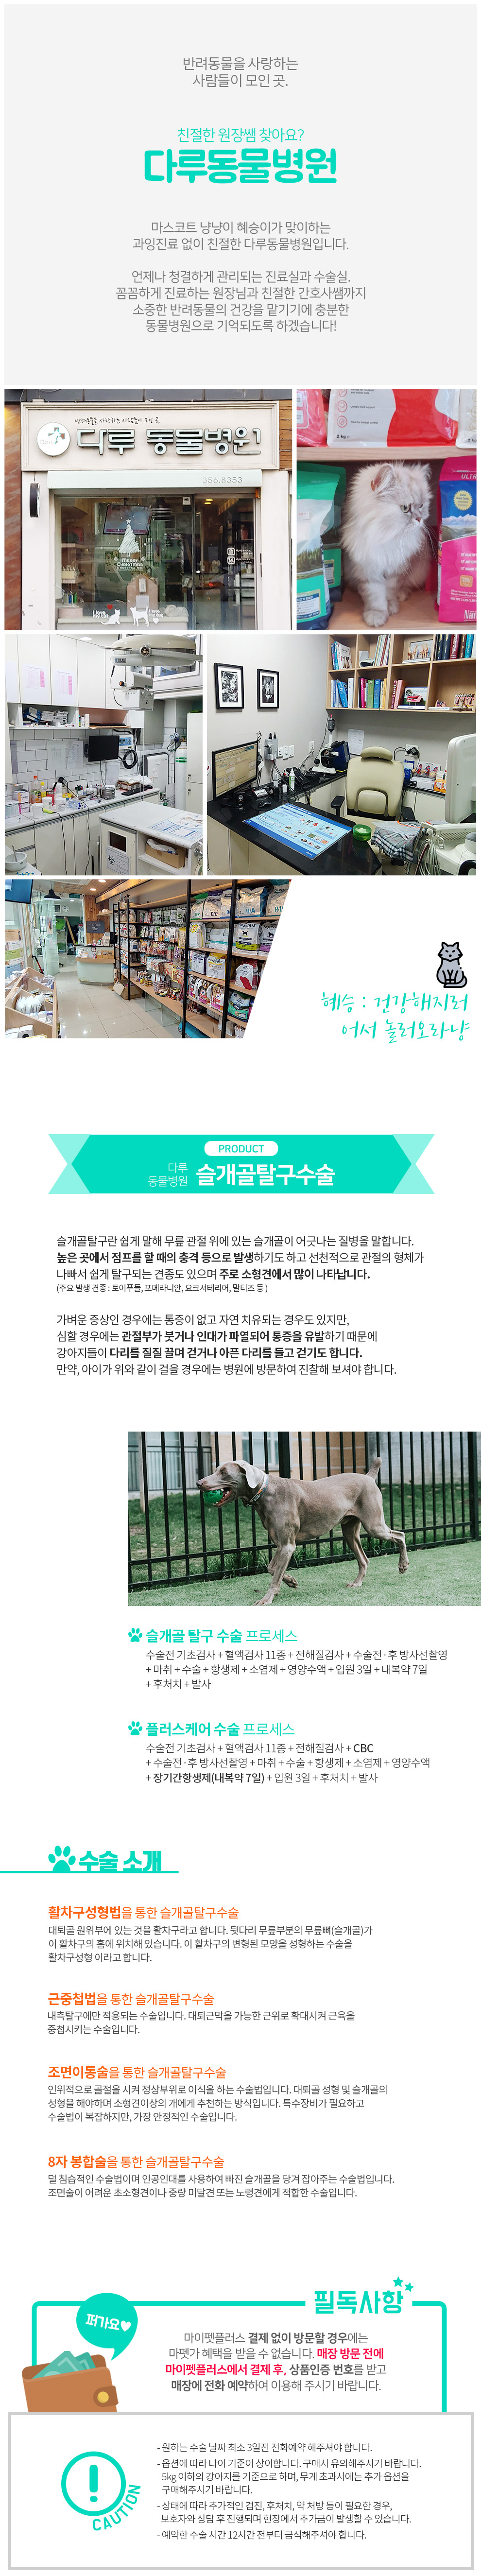 반려동물을 사랑하는
사람들이 모인 곳.
친절한 원장쌤 찾아요?
다루동물병원
마스코트 냥냥이 혜승이가 맞이하는
과잉진료 없이 친절한 다루동물병원입니다.
언제나 청결하게 관리되는 진료실과 수술실.
꼼꼼하게 진료하는 원장님과 친절한 간호사쌤까지
소중한 반려동물의 건강을 맡기기에 충분한
동물병원으로 기억되도록 하겠습니다!
반려동물을 사랑하는 사람들이 모인 곳
다루 동물병원
356.8353
혜승 : 건강해지러
어서 놀러오라냥
PRODUCT
다루
동물병원 슬개골탈구수술
슬개골탈구란 쉽게 말해 무릎 관절 위에 있는 슬개골이 어긋나는 질병을 말합니다.
높은 곳에서 점프를 할 때의 충격 등으로 발생하기도 하고 선천적으로 관절의 형체가
나빠서 쉽게 탈구되는 견종도 있으며 주로 소형견에서 많이 나타납니다.
(주요 발생 견종 : 토이푸들, 포메라니안, 요크셔테리어, 말티즈 등 )
가벼운 증상인 경우에는 통증이 없고 자연 치유되는 경우도 있지만,
심할 경우에는 관절부가 붓거나 인대가 파열되어 통증을 유발하기 때문에
강아지들이 다리를 질질 끌며 걷거나 아픈 다리를 들고 걷기도 합니다.
만약, 아이가 위와 같이 걸을 경우에는 병원에 방문하여 진찰해 보셔야 합니다.
슬개골 탈구 수술 프로세스
수술전 기초검사 + 혈액검사 11종 + 전해질검사 + 수술전·후 방사선촬영
+ 마취 + 수술 + 항생제 + 소염제 + 영양수액 + 입원 3일 + 내복약 7일
+ 후처치 + 발사
플러스케어 수술 프로세스
수술전 기초검사 + 혈액검사 11종 + 전해질검사 + CBC
+ 수술전·후 방사선촬영 + 마취 + 수술 + 항생제 + 소염제 + 영양수액
+ 장기간항생제(내복약 7일) + 입원 3일 + 후처치 + 발사
수술 소개
활차구성형법을 통한 슬개골탈구수술
대퇴골 원위부에 있는 것을 활차구라고 합니다. 뒷다리 무릎부분의 무릎뼈(슬개골)가
이 활차구의 홈에 위치해 있습니다. 이 활차구의 변형된 모양을 성형하는 수술을
활차구성형 이라고 합니다.
근중첩법을 통한 슬개골탈구수술
내측탈구에만 적용되는 수술입니다. 대퇴근막을 가능한 근위로 확대시켜 근육을
중첩시키는 수술입니다.
조면이동술을 통한 슬개골탈구수술
인위적으로 골절을 시켜 정상부위로 이식을 하는 수술법입니다. 대퇴골 성형 및 슬개골의
성형을 해야하며 소형견이상의 개에게 추천하는 방식입니다. 특수장비가 필요하고
수술법이 복잡하지만, 가장 안정적인 수술입니다.
8자 봉합술을 통한 슬개골탈구수술
덜 침습적인 수술법이며 인공인대를 사용하여 빠진 슬개골을 당겨 잡아주는 수술법입니다.
조면술이 어려운 초소형견이나 중량 미달견 또는 노령견에게 적합한 수술입니다.
필독사항
퍼가요♥
마이펫플러스 결제 없이 방문할 경우에는
마펫가 혜택을 받을 수 없습니다. 매장 방문 전에
마이펫플러스에서 결제 후, 상품인증 번호를 받고
매장에 전화 예약하여 이용해 주시기 바랍니다.
CAUTION
- 원하는 수술 날짜 최소 3일전 전화예약 해주셔야 합니다.
- 옵션에 따라 나이 기준이 상이합니다. 구매시 유의해주시기 바랍니다.
5kg 이하의 강아지를 기준으로 하며, 무게 초과시에는 추가 옵션을
구매해주시기 바랍니다.
- 상태에 따라 추가적인 검진, 후처치, 약 처방 등이 필요한 경우,
보호자와 상담 후 진행되며 현장에서 추가금이 발생할 수 있습니다.
- 예약한 수술 시간 12시간 전부터 금식해주셔야 합니다.